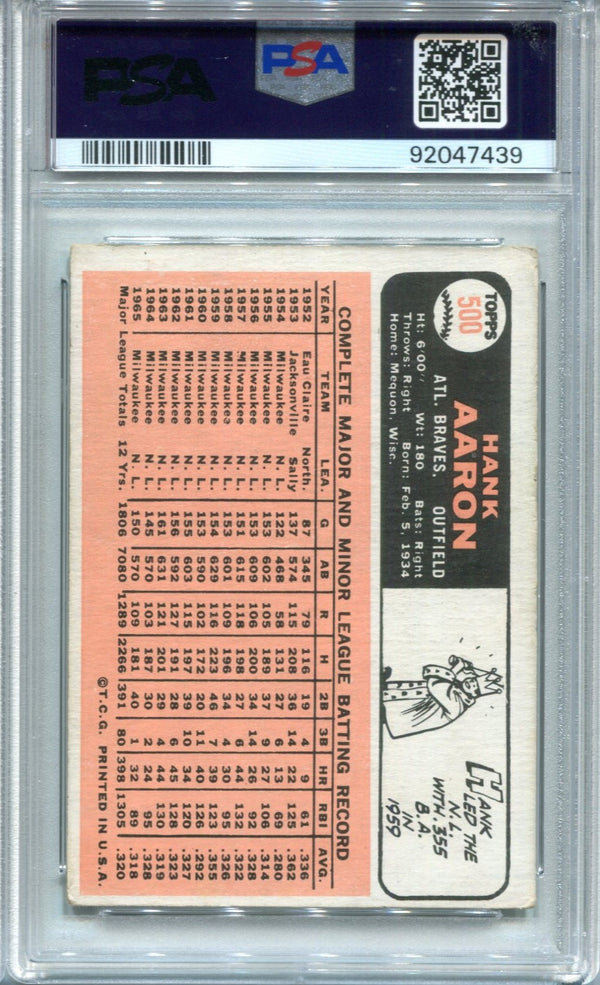 PSA
PSA
92047439
TOPPS
500
HANK
AARON
ATL. BRAVES. OUTFIELD
Ht: 6'00" Wt: 180 Bats: Right
Throws: Right Born: Feb. 5, 1934
Home: Mequon, Wisc.
HANK
LED THE
N.L.
WITH .355
B.A.
IN
1959
COMPLETE MAJOR AND MINOR LEAGUE BATTING RECORD
YEAR TEAM LEA. G AB R H 2B 3B HR RBI AVG.
1952 Eau Claire North. 87 345 79 116 19 4 9 61 .336
1953 Jacksonville Sally 137 574 115 208 36 14 22 125 .362
1954 Milwaukee N. L. 122 468 58 131 27 6 13 69 .280
1955 Milwaukee N. L. 153 602 105 189 37 9 27 106 .314
1956 Milwaukee N. L. 153 609 106 200 34 14 26 92 .328
1957 Milwaukee N. L. 151 615 118 198 27 6 44 132 .322
1958 Milwaukee N. L. 153 601 109 196 34 4 30 95 .326
1959 Milwaukee N. L. 154 629 116 223 46 7 39 123 .355
1960 Milwaukee N. L. 153 590 102 172 20 11 40 126 .292
1961 Milwaukee N. L. 155 603 115 197 39 10 34 120 .327
1962 Milwaukee N. L. 156 592 127 191 28 6 45 128 .323
1963 Milwaukee N. L. 161 631 121 201 29 4 44 130 .319
1964 Milwaukee N. L. 145 570 103 187 30 2 24 95 .328
1965 Milwaukee N. L. 150 570 109 181 40 1 32 89 .318
Major League Totals 12 Yrs. 1806 7080 1289 2266 391 80 398 1305 .320
©T.C.G. PRINTED IN U.S.A.